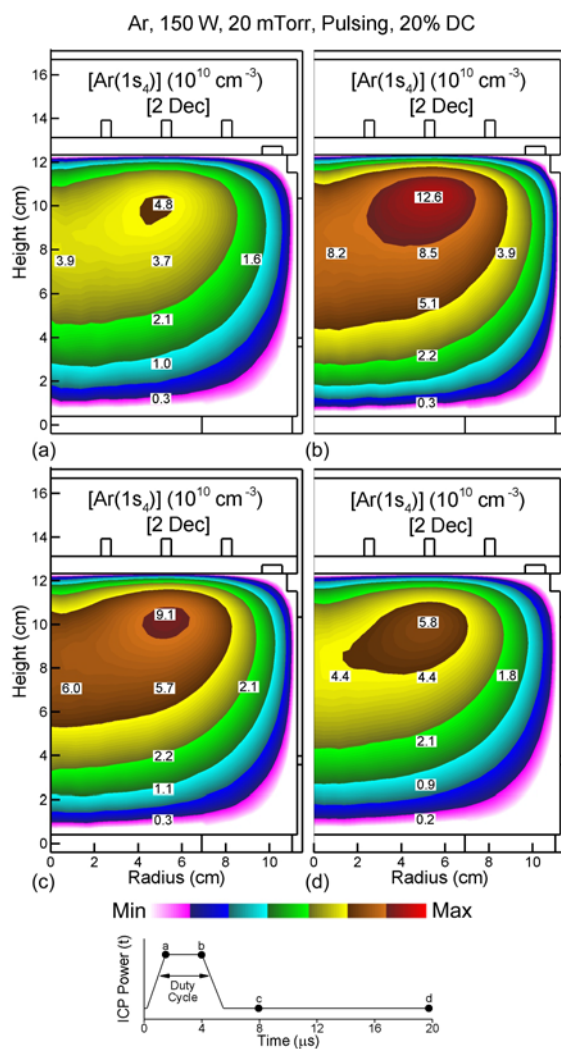 Ar, 150 W, 20 mTorr, Pulsing, 20% DC
16
14
12
10
8
6
4
2
0
Height (cm)
[Ar(1s4)] (10^10 cm^-3)
[2 Dec]
4.8
3.9
3.7
1.6
2.1
1.0
0.3
(a)
[Ar(1s4)] (10^10 cm^-3)
[2 Dec]
12.6
8.2
8.5
3.9
5.1
2.2
0.3
(b)
16
14
12
10
8
6
4
2
0
Height (cm)
[Ar(1s4)] (10^10 cm^-3)
[2 Dec]
9.1
6.0
5.7
2.1
2.2
1.1
0.3
0 2 4 6 8 10
Radius (cm)
(c)
[Ar(1s4)] (10^10 cm^-3)
[2 Dec]
5.8
4.4
4.4
1.8
2.1
0.9
0.2
0 2 4 6 8 10
Radius (cm)
(d)
Min Max
ICP Power (t)
a b
Duty
Cycle
c d
0 4 8 12 16 20
Time (μs)